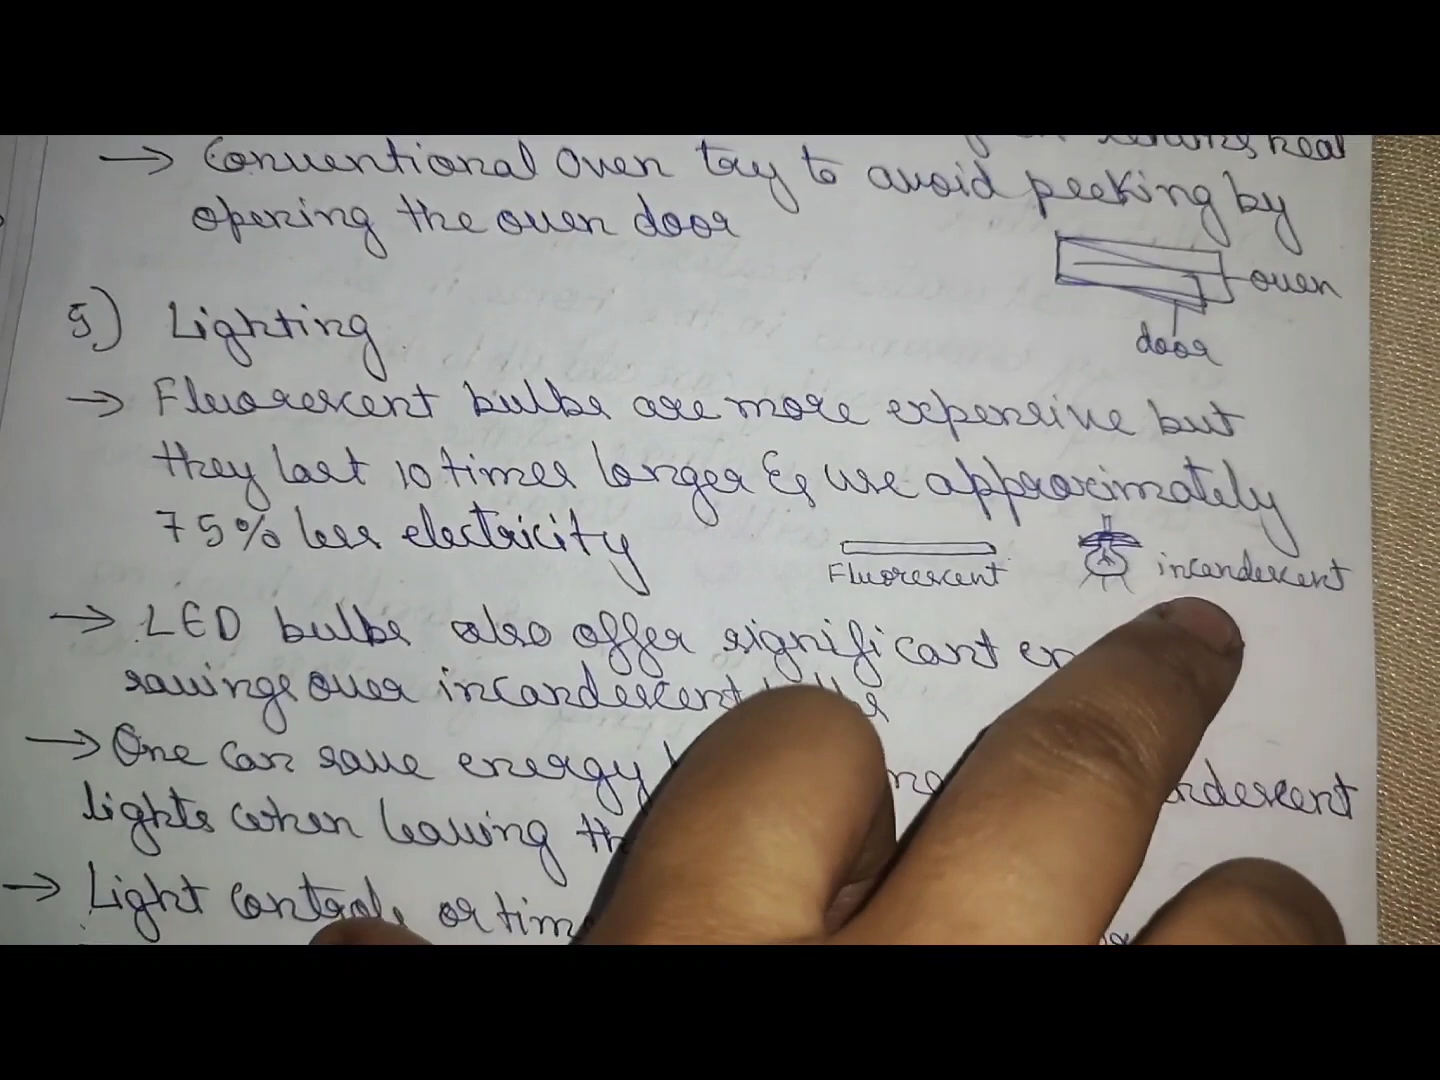 heat
→ Conventional Oven try to avoid peeking by
opening the oven door
oven
door
5) Lighting
→ Fluorescent bulbs are more expensive but
they last 10 times longer & use approximately
75% less electricity
Fluorescent
incandescent
→ LED bulbs also offer significant
savings over incandescent
→ One can save energy
lights when leaving
→ Light controls or